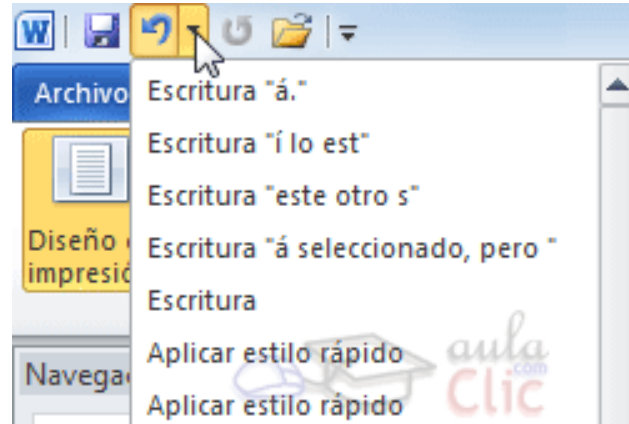 W
Archivo
Escritura "á."
Escritura "í lo est"
Escritura "este otro s"
Diseño
impresió
Escritura "á seleccionado, pero "
Escritura
Aplicar estilo rápido
Navega
Aplicar estilo rápido
aula
.com
Clic